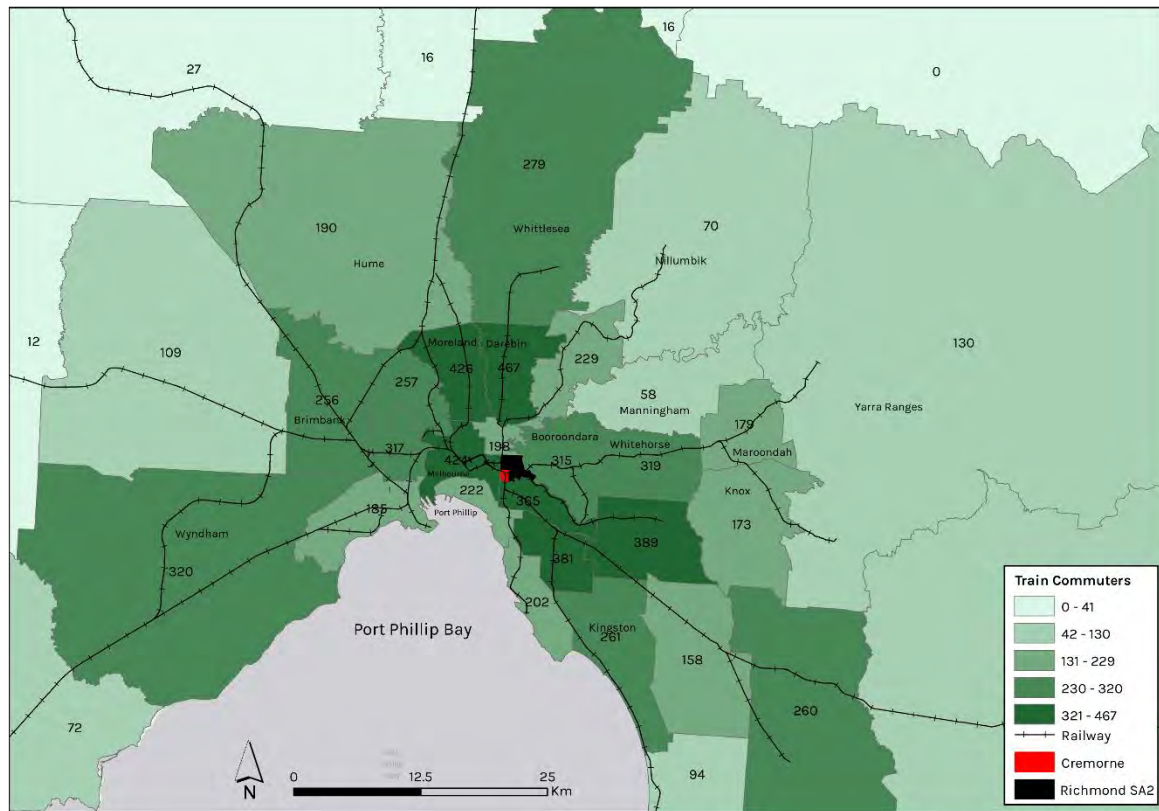 16
0
16
27
279
70
190
Whittlesea
Nillumbik
Hume
12
109
Moreland
Darebin
130
229
426
467
257
58
256
Manningham
Yarra Ranges
Brimbank
179
Booroondara
Whitehorse
198
317
424
315
319
Maroondah
Melbourne
222
Knox
365
185
Port Phillip
173
Wyndham
389
381
320
202
Port Phillip Bay
Kingston
261
158
260
72
94
N
0
12.5
25
Km
Train Commuters
0 - 41
42 - 130
131 - 229
230 - 320
321 - 467
Railway
Cremorne
Richmond SA2